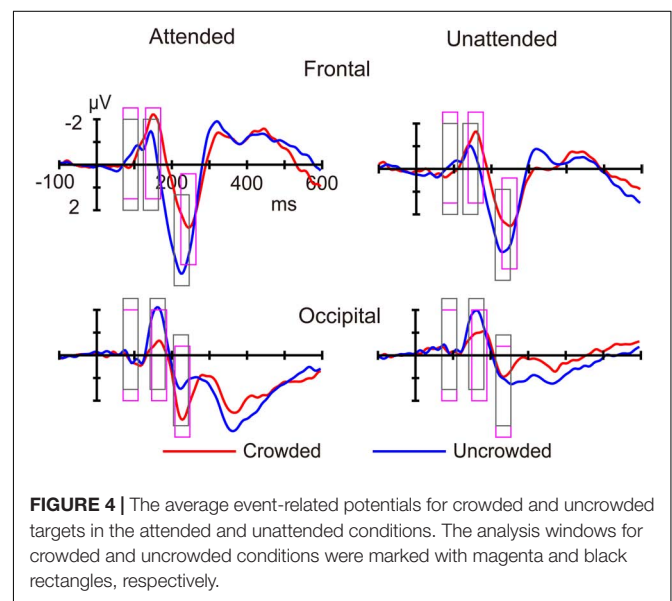 Attended
Unattended
Frontal
µV
-2
-100
200
400
600
ms
2
Occipital
Crowded
Uncrowded
FIGURE 4 | The average event-related potentials for crowded and uncrowded
targets in the attended and unattended conditions. The analysis windows for
crowded and uncrowded conditions were marked with magenta and black
rectangles, respectively.